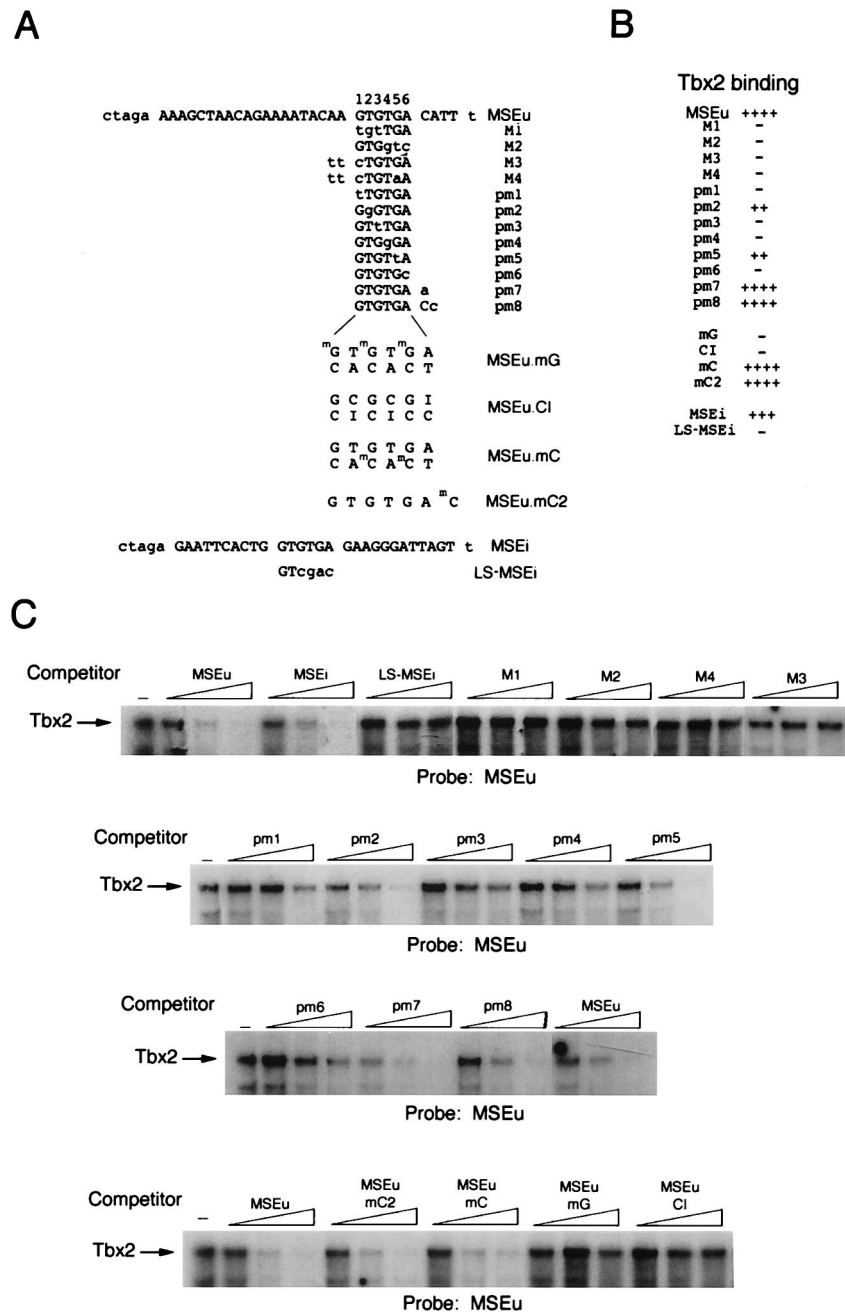 A
123456
ctaga AAAGCTAACAGAAAATACAA GTGTGA CATT t MSEu
tgtTGA M1
GTGgtc M2
tt cTGTGA M3
tt cTGTaA M4
tTGTGA pm1
GgGTGA pm2
GTtTGA pm3
GTGgGA pm4
GTGTtA pm5
GTGTGc pm6
GTGTGA a pm7
GTGTGA Cc pm8
mG TmG TmG A
C A C A C T
MSEu.mG
G C G C G I
C I C I C C
MSEu.CI
G T G T G A
C AmC AmC T
MSEu.mC
G T G T G A mC MSEu.mC2
ctaga GAATTCACTGG GTGTGA GAAGGGATTAGT t MSEi
GTcgac LS-MSEi
B
Tbx2 binding
MSEu ++++
M1 -
M2 -
M3 -
M4 -
pm1 -
pm2 ++
pm3 -
pm4 -
pm5 ++
pm6 -
pm7 ++++
pm8 ++++
mG -
CI -
mC ++++
mC2 ++++
MSEi +++
LS-MSEi -
C
Competitor
- MSEu MSEi LS-MSEi M1 M2 M4 M3
Tbx2
Probe: MSEu
Competitor
- pm1 pm2 pm3 pm4 pm5
Tbx2
Probe: MSEu
Competitor
- pm6 pm7 pm8 MSEu
Tbx2
Probe: MSEu
Competitor
- MSEu MSEu mC2 MSEu mC MSEu mG MSEu CI
Tbx2
Probe: MSEu